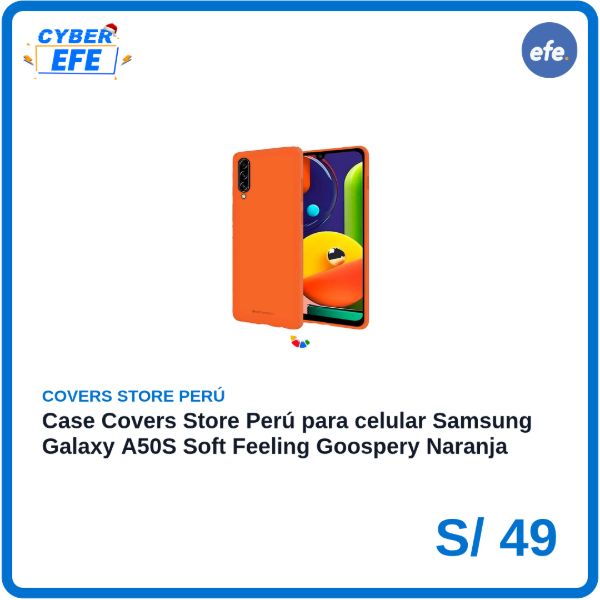 CYBER
EFE
efe.
COVERS STORE PERÚ
Case Covers Store Perú para celular Samsung
Galaxy A50S Soft Feeling Goospery Naranja
S/ 49